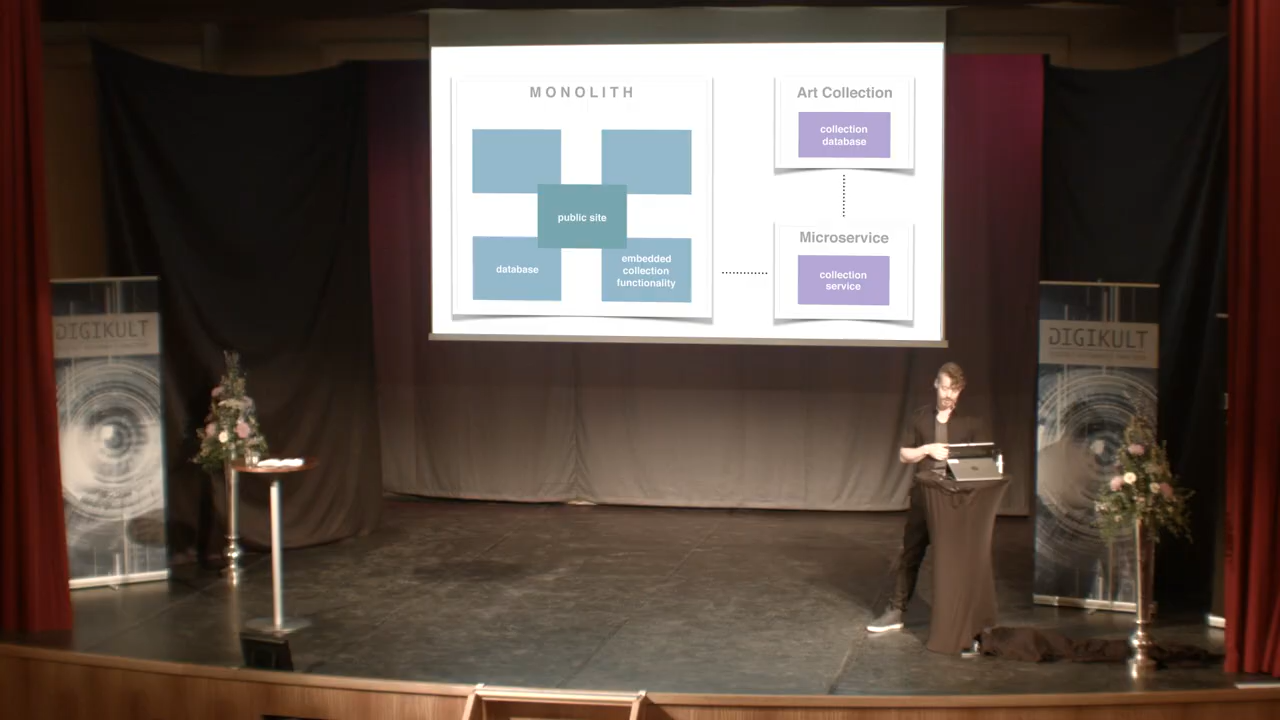 MONOLITH
public site
database
embedded
collection
functionality
Art Collection
collection
database
Microservice
collection
service
DIGIKULT
DIGIKULT